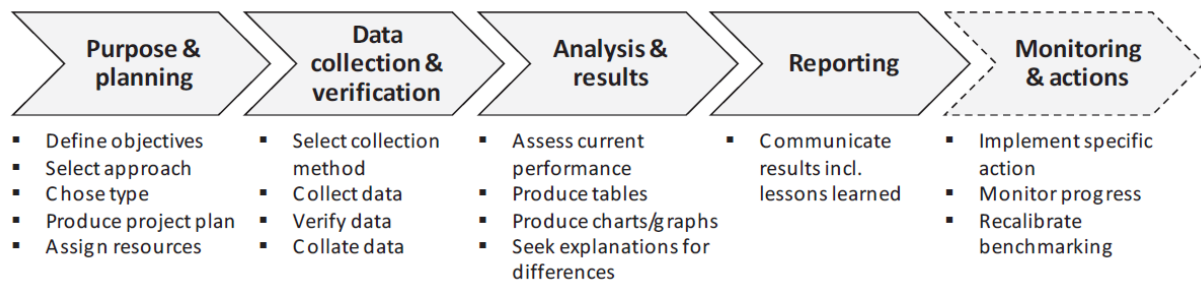 Purpose &
planning
Data
collection &
verification
Analysis &
results
Reporting
Monitoring
& actions
▪ Define objectives
▪ Select approach
▪ Chose type
▪ Produce project plan
▪ Assign resources
▪ Select collection
method
▪ Collect data
▪ Verify data
▪ Collate data
▪ Assess current
performance
▪ Produce tables
▪ Produce charts/graphs
▪ Seek explanations for
differences
▪ Communicate
results incl.
lessons learned
▪ Implement specific
action
▪ Monitor progress
▪ Recalibrate
benchmarking